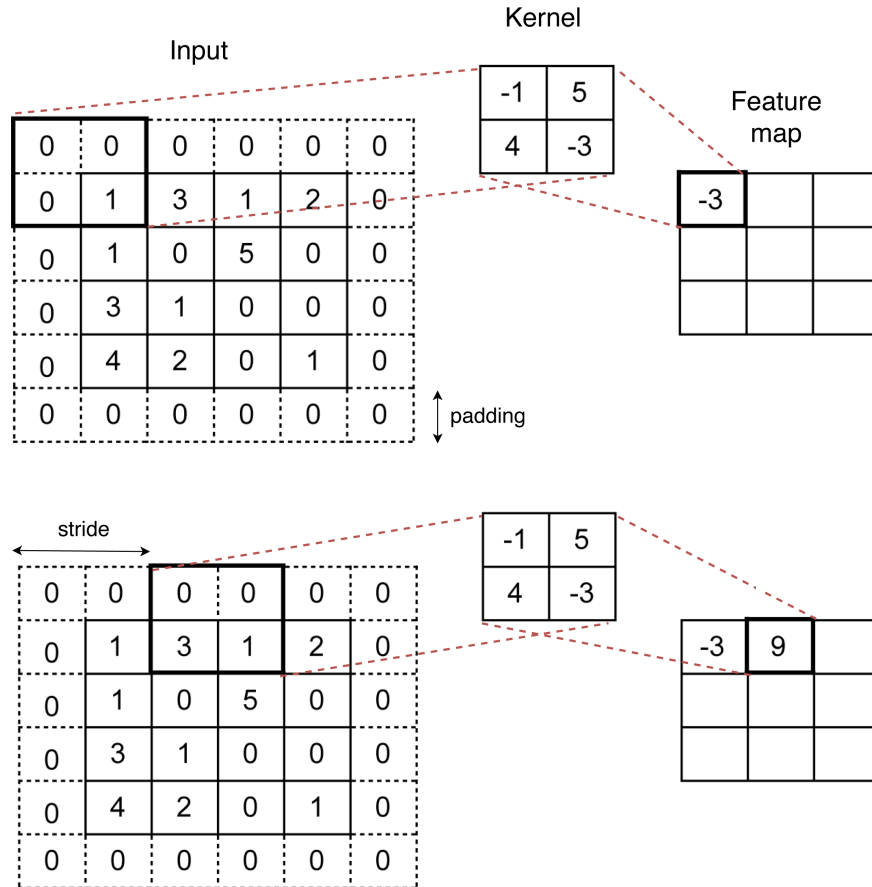 Kernel
Input
-1 5
4 -3
Feature
map
0 0 0 0 0 0
0 1 3 1 2 0
-3
0 1 0 5 0 0
0 3 1 0 0 0
0 4 2 0 1 0
0 0 0 0 0 0
padding
stride
-1 5
4 -3
0 0 0 0 0 0
0 1 3 1 2 0
-3 9
0 1 0 5 0 0
0 3 1 0 0 0
0 4 2 0 1 0
0 0 0 0 0 0